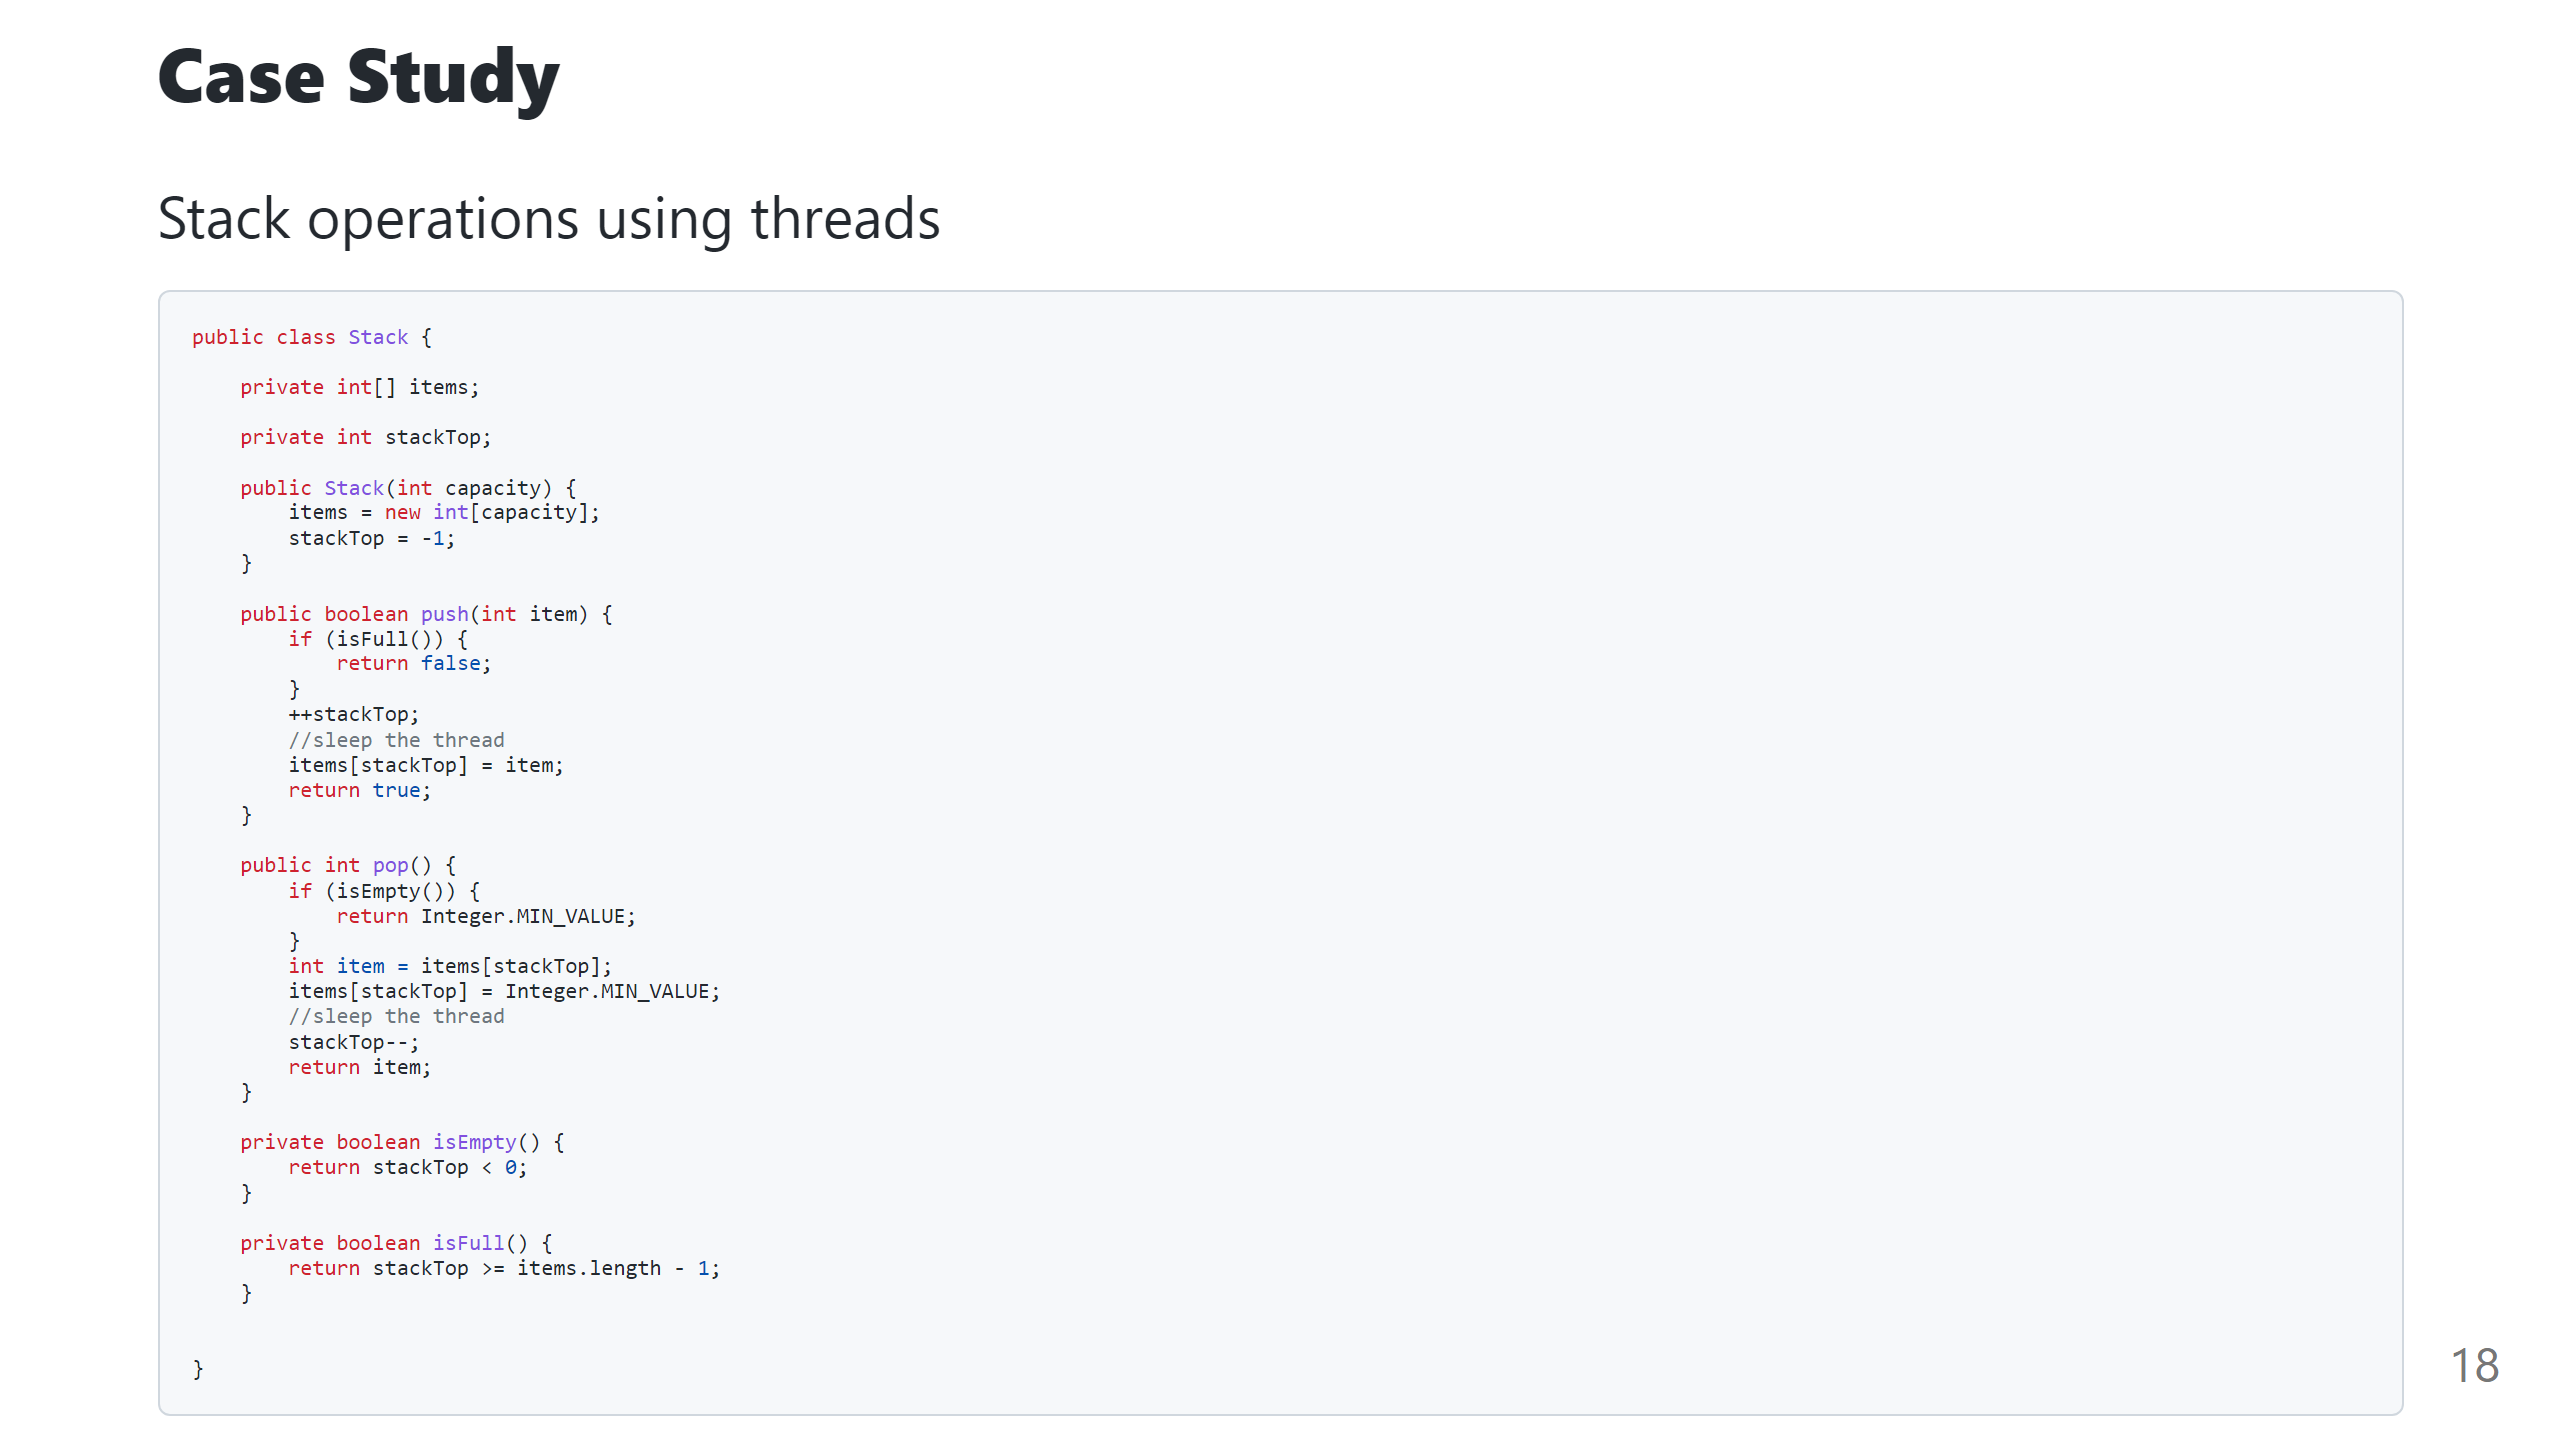 Case Study
Stack operations using threads
public class Stack {
    private int[] items;
    private int stackTop;
    public Stack(int capacity) {
        items = new int[capacity];
        stackTop = -1;
    }
    public boolean push(int item) {
        if (isFull()) {
            return false;
        }
        ++stackTop;
        //sleep the thread
        items[stackTop] = item;
        return true;
    }
    public int pop() {
        if (isEmpty()) {
            return Integer.MIN_VALUE;
        }
        int item = items[stackTop];
        items[stackTop] = Integer.MIN_VALUE;
        //sleep the thread
        stackTop--;
        return item;
    }
    private boolean isEmpty() {
        return stackTop < 0;
    }
    private boolean isFull() {
        return stackTop >= items.length - 1;
    }
}
18